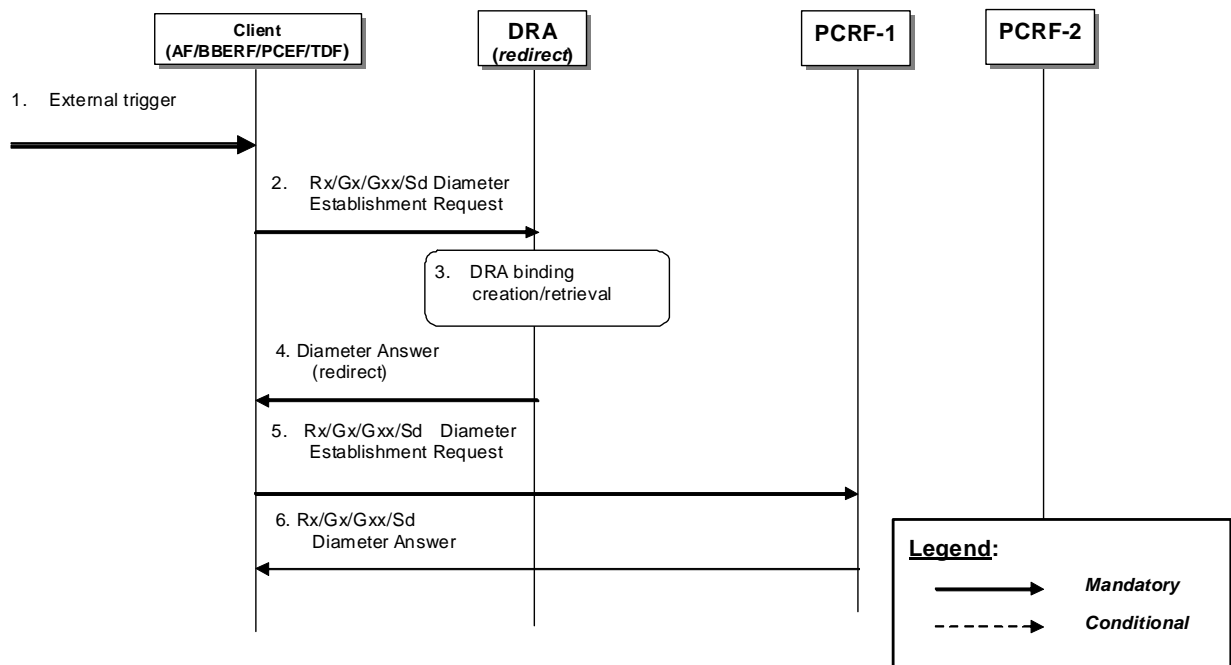 Client
(AF/BBERF/PCEF/TDF)
DRA
(redirect)
PCRF-1
PCRF-2
1. External trigger
2. Rx/Gx/Gxx/Sd Diameter
Establishment Request
3. DRA binding
creation/retrieval
4. Diameter Answer
(redirect)
5. Rx/Gx/Gxx/Sd Diameter
Establishment Request
6. Rx/Gx/Gxx/Sd
Diameter Answer
Legend:
Mandatory
Conditional